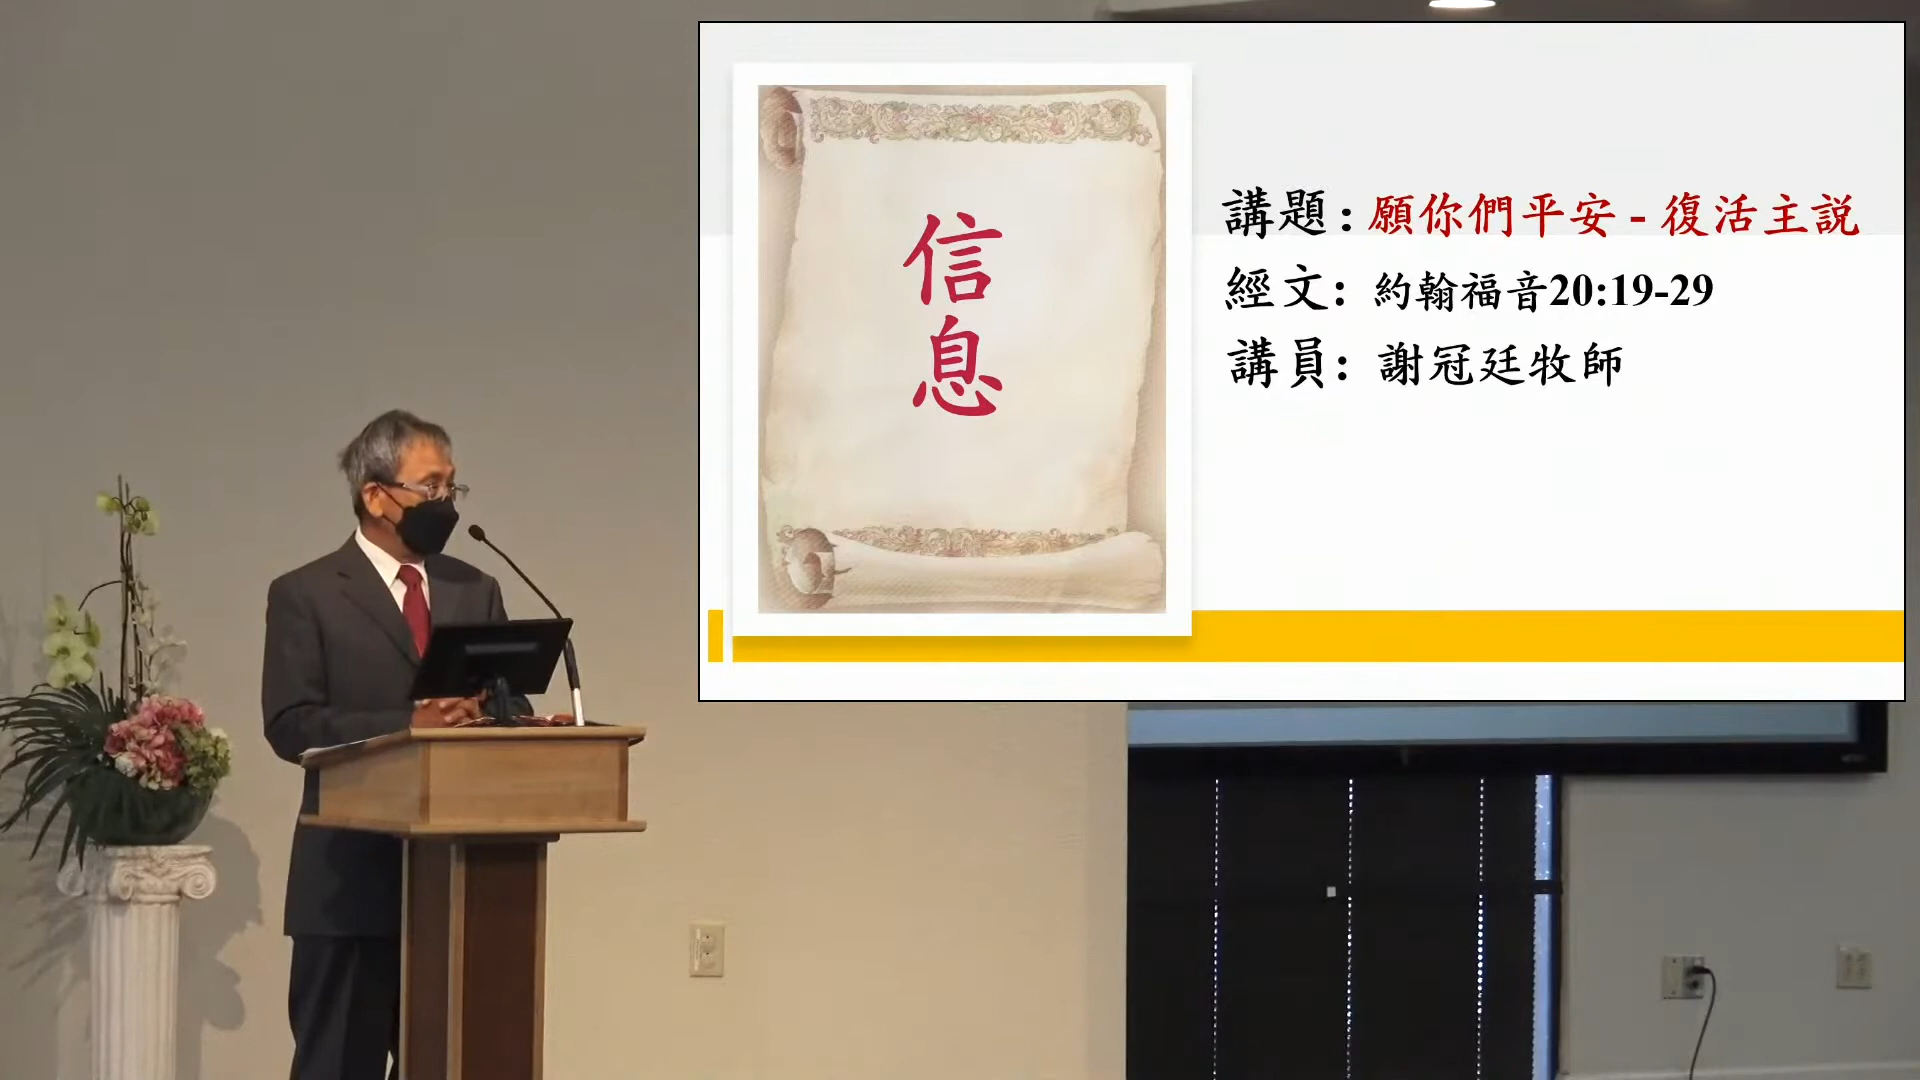 信
息
講題：願你們平安 - 復活主説
經文：約翰福音20:19-29
講員：謝冠廷牧師